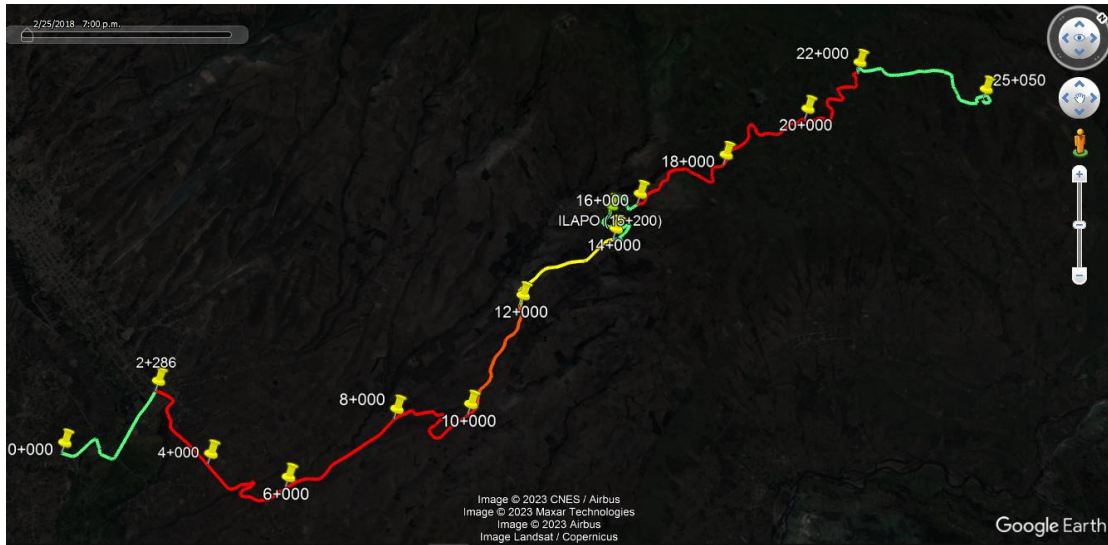 2/25/2018   7:00 p.m.
N
22+000
25+050
20+000
18+000
16+000
ILAPO (15+200)
14+000
12+000
2+286
8+000
10+000
0+000
4+000
6+000
Image © 2023 CNES / Airbus
Image © 2023 Maxar Technologies
Image © 2023 Airbus
Image Landsat / Copernicus
Google Earth